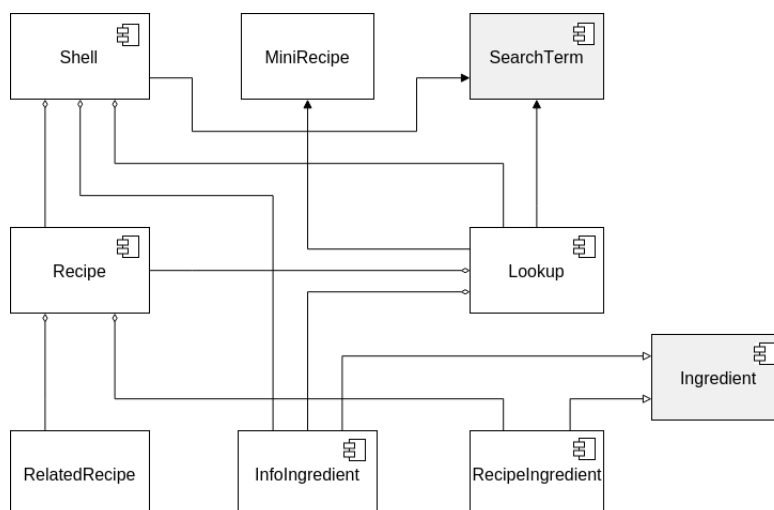 Shell
MiniRecipe
SearchTerm
Recipe
Lookup
Ingredient
RelatedRecipe
InfoIngredient
RecipeIngredient